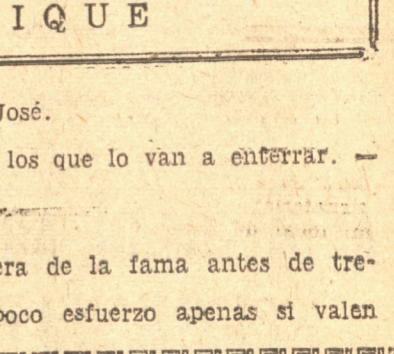 IQUE
José.
los que lo van a enterrar. —
era de la fama antes de tre-
poco esfuerzo apenas si valen